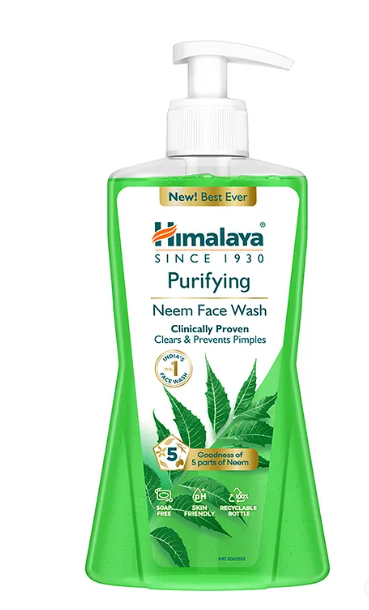 New! Best Ever
Himalaya®
SINCE 1930
Purifying
Neem Face Wash
Clinically Proven
Clears & Prevents Pimples
INDIA'S
1
FACE WASH
5
Goodness of
5 parts of Neem
pH
100%
SOAP FREE
SKIN FRIENDLY
RECYCLABLE BOTTLE